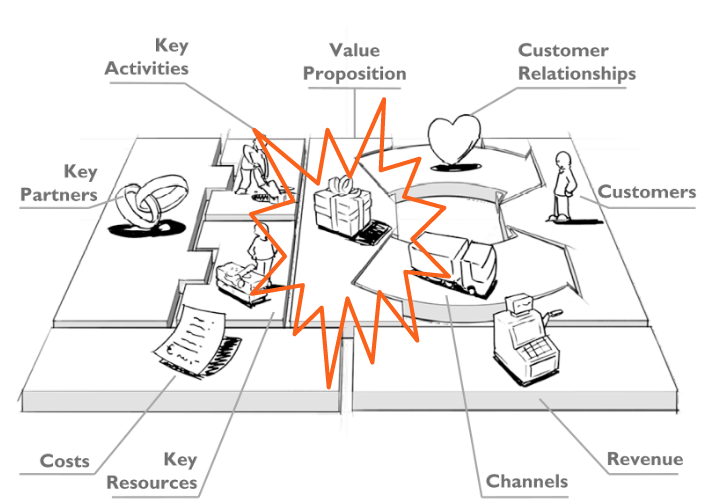 Key
Activities
Value
Proposition
Customer
Relationships
Key
Partners
Customers
Costs
Key
Resources
Channels
Revenue